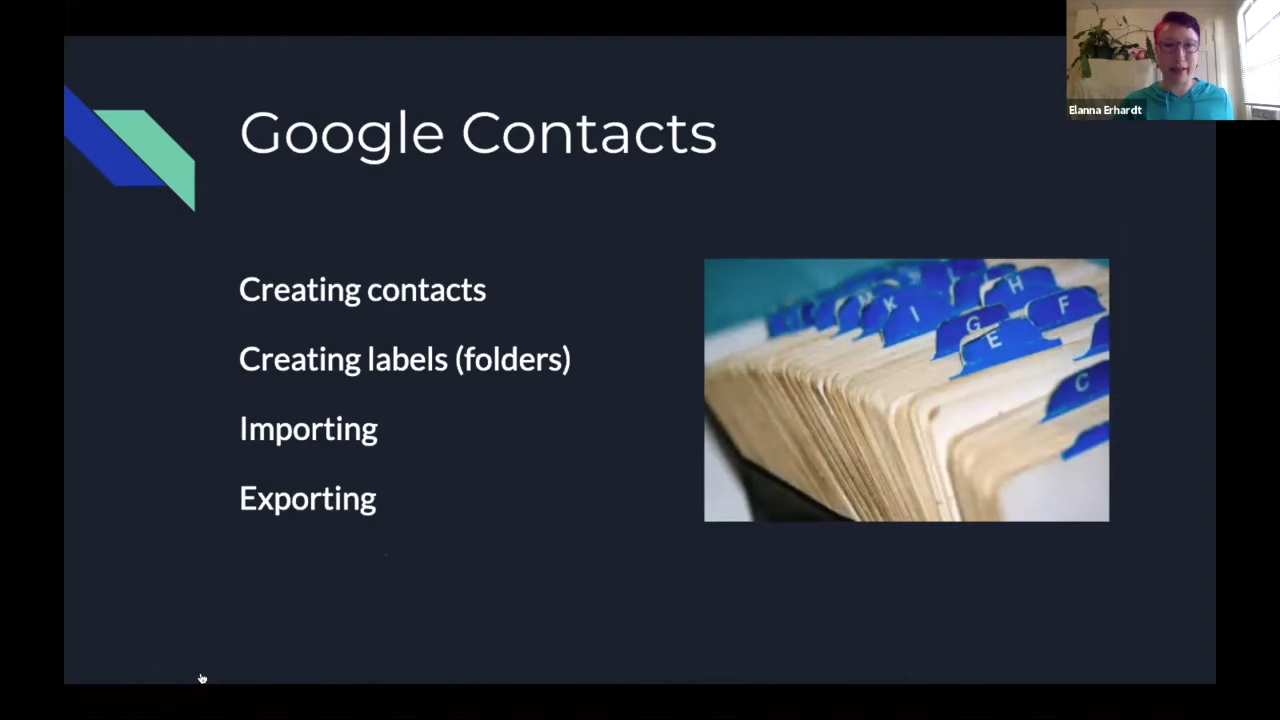 Google Contacts
Elanna Erhardt
Creating contacts
Creating labels (folders)
Importing
Exporting
H
K
I
G
F
E
C